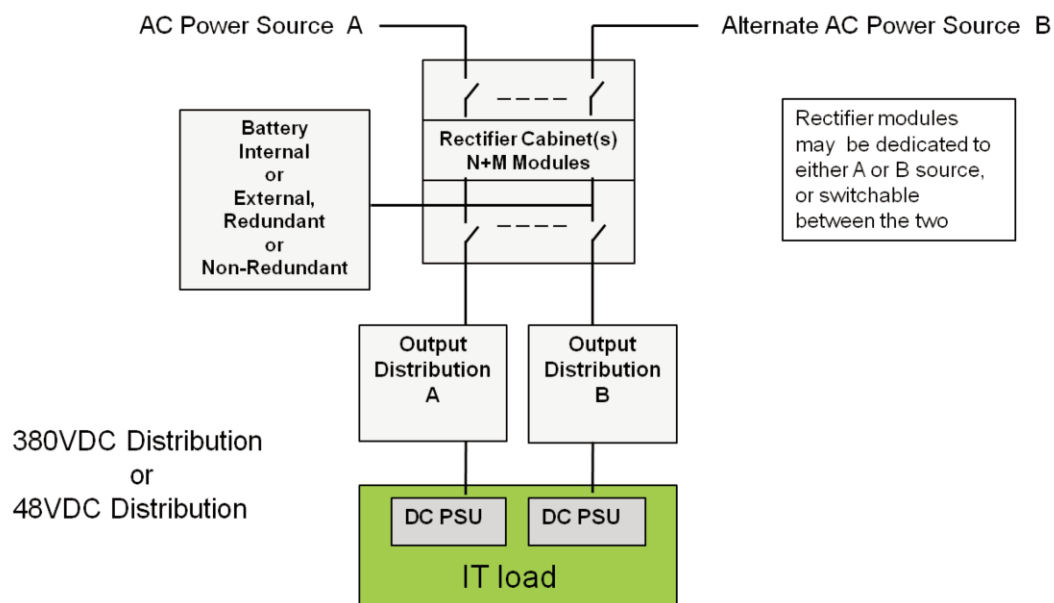 AC Power Source A
Alternate AC Power Source B
Battery
Internal
or
External,
Redundant
or
Non-Redundant
Rectifier Cabinet(s)
N+M Modules
Rectifier modules
may be dedicated to
either A or B source,
or switchable
between the two
Output
Distribution
A
Output
Distribution
B
380VDC Distribution
or
48VDC Distribution
DC PSU
DC PSU
IT load